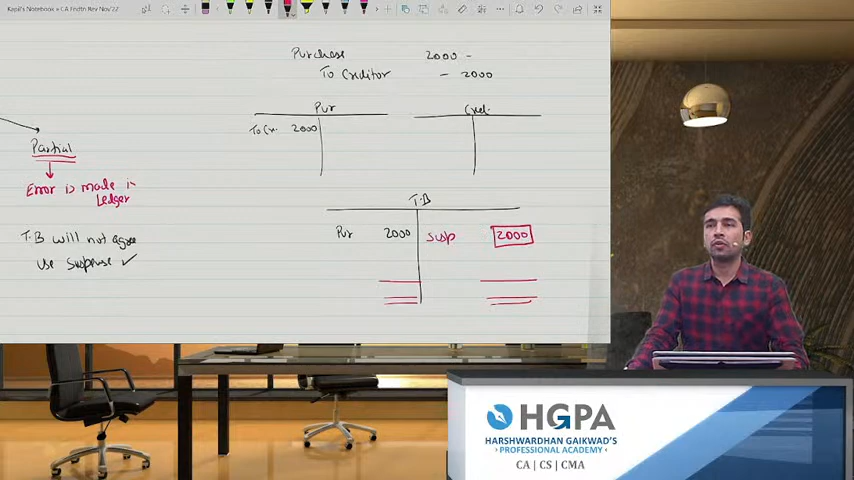 Kapil's Notebook » CA Fndtn Rev Nov'22
Purchase 2000 -
To Creditor - 2000
Pur
Cred.
To Cr. 2000
Partial
Error is made in
Ledger
T.B
Pur 2000 Susp 2000
T.B will not agree
use suspense ✓
HGPA
HARSHWARDHAN GAIKWAD'S
• PROFESSIONAL ACADEMY •
CA | CS | CMA